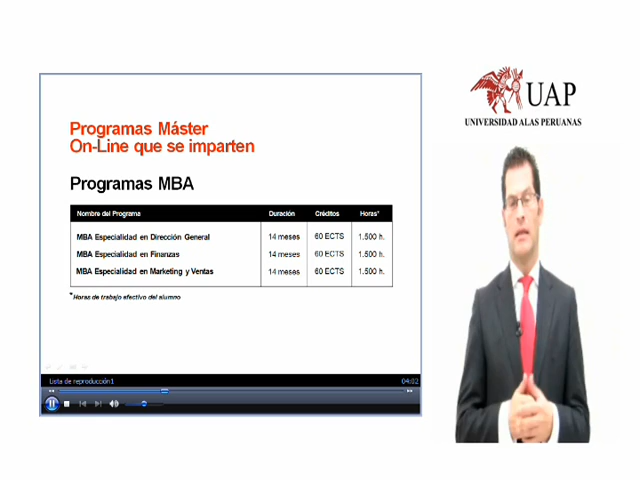 UAP
UNIVERSIDAD ALAS PERUANAS
Programas Máster
On-Line que se imparten
Programas MBA
Nombre del Programa Duración Créditos Horas*
MBA Especialidad en Dirección General 14 meses 60 ECTS 1.500 h.
MBA Especialidad en Finanzas 14 meses 60 ECTS 1.500 h.
MBA Especialidad en Marketing y Ventas 14 meses 60 ECTS 1.500 h.
*Horas de trabajo efectivo del alumno
Lista de reproducción1 04:02